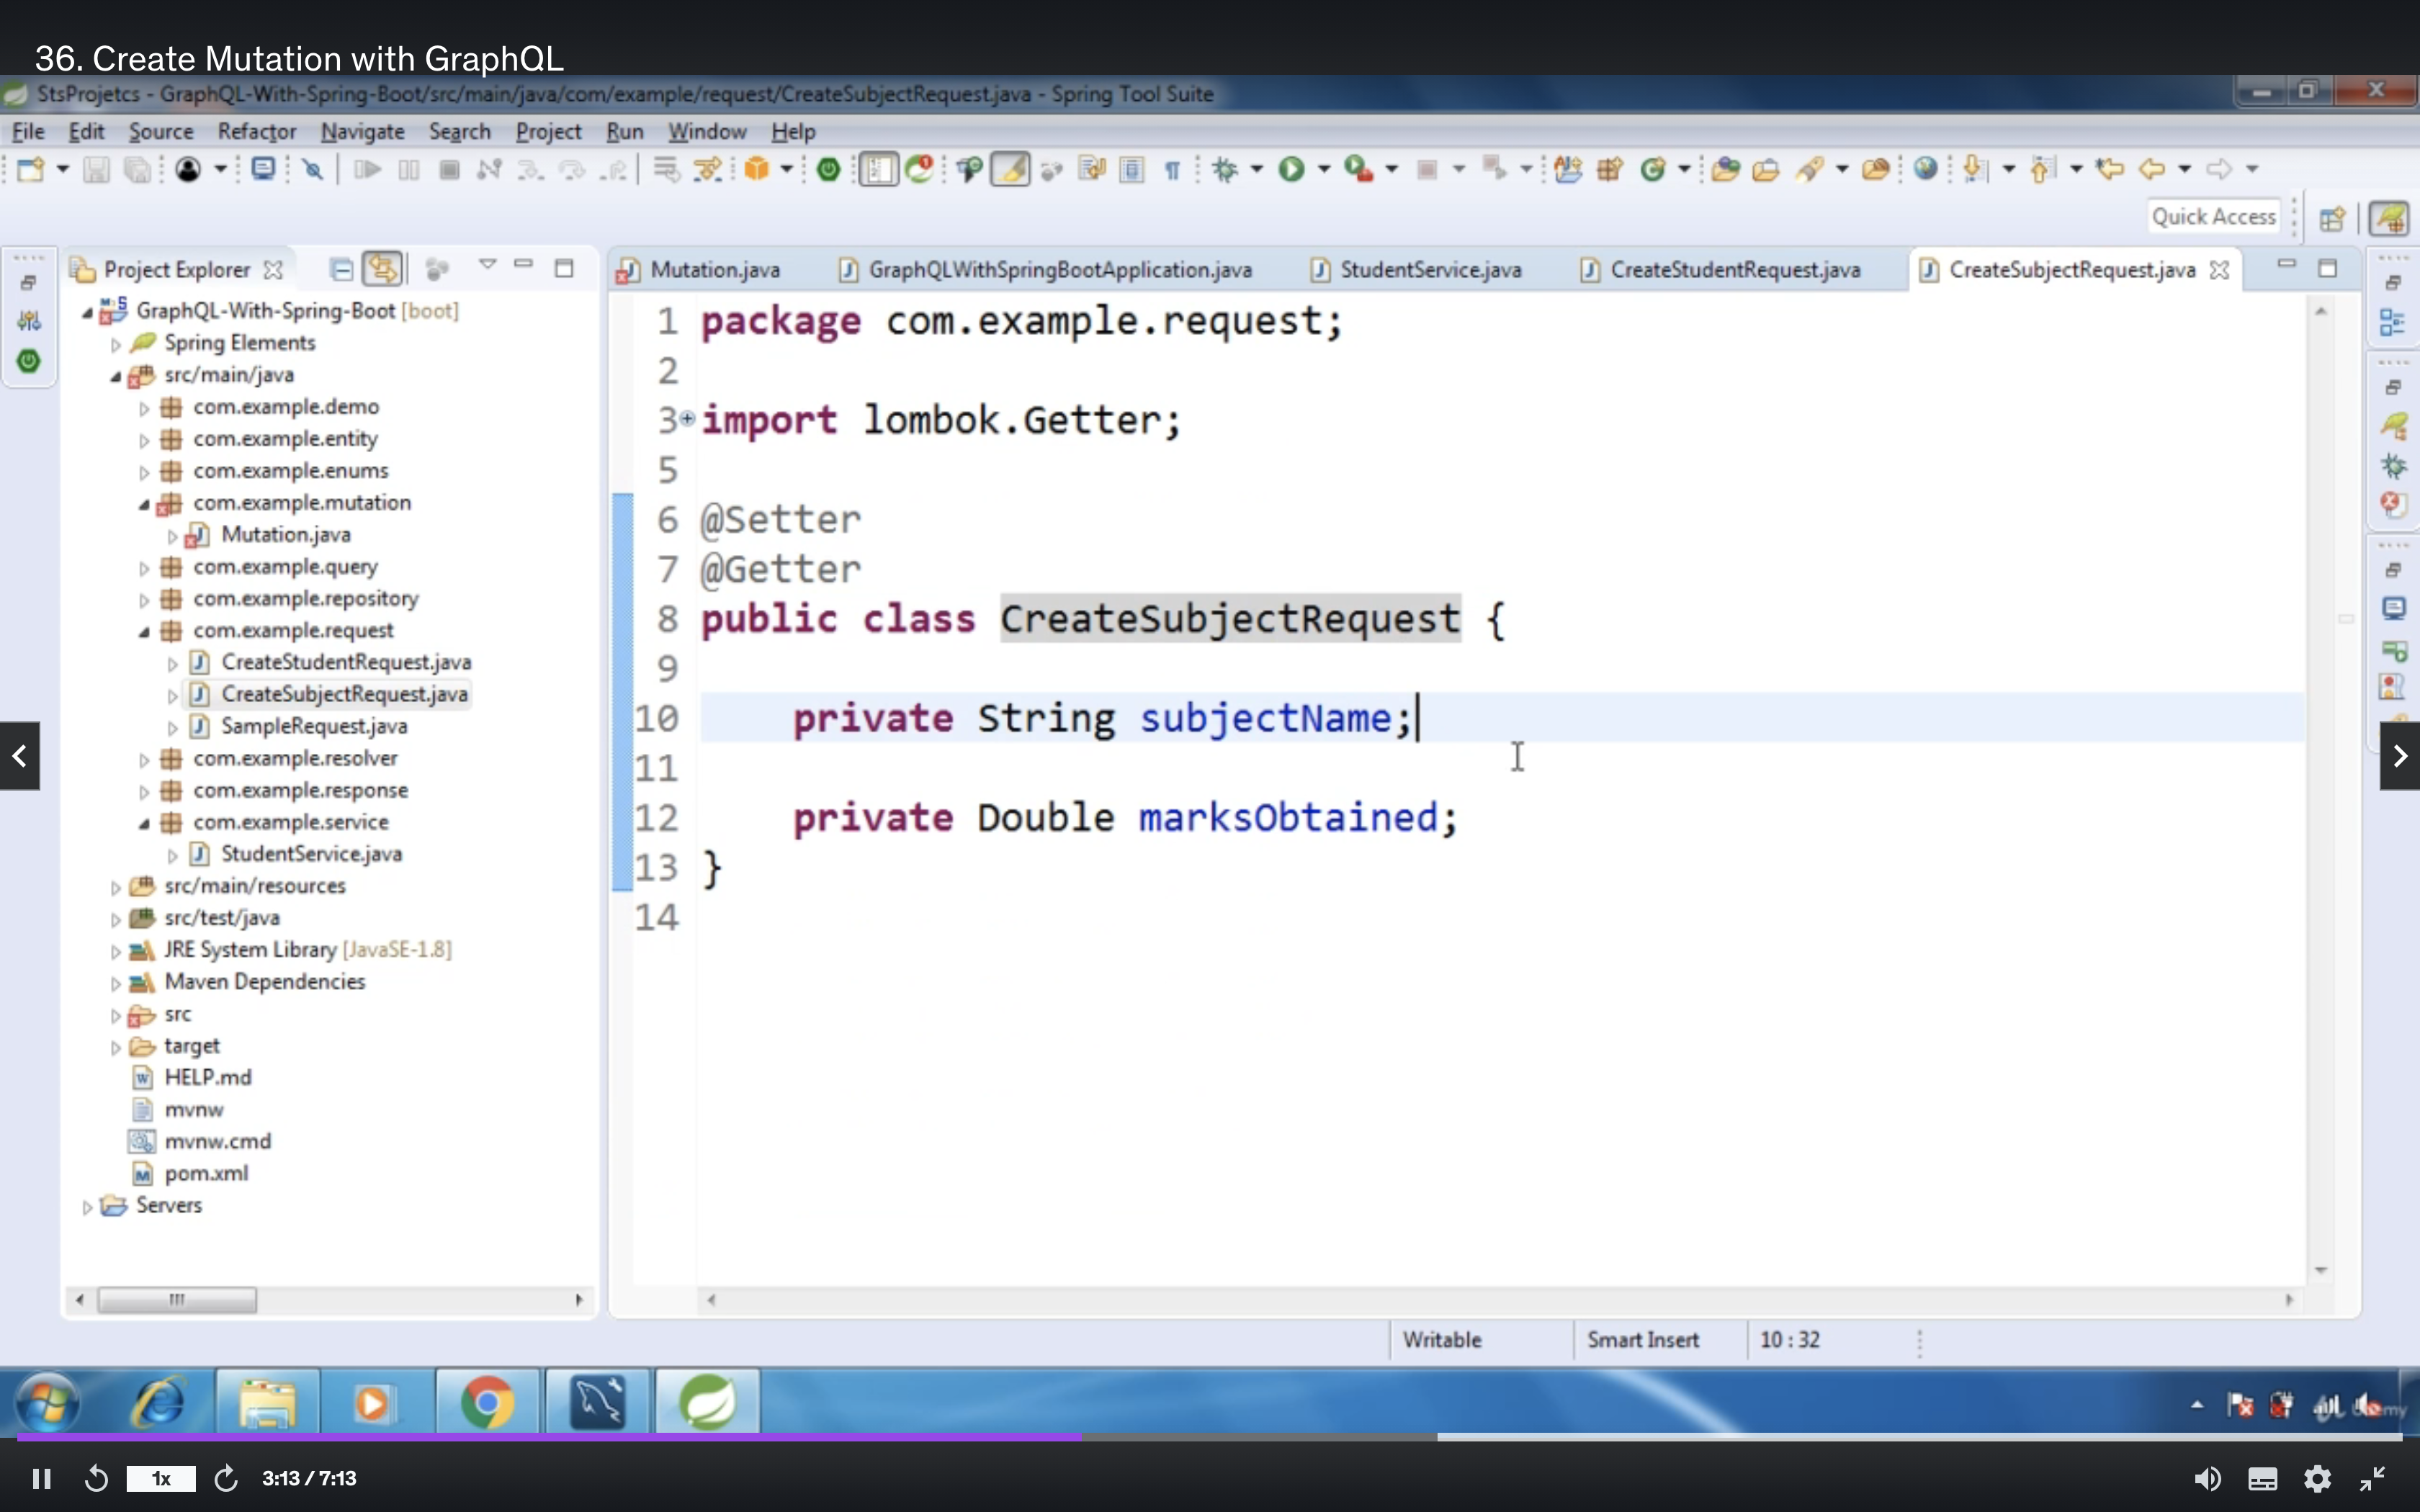 36. Create Mutation with GraphQL
StsProjetcs - GraphQL-With-Spring-Boot/src/main/java/com/example/request/CreateSubjectRequest.java - Spring Tool Suite
File Edit Source Refactor Navigate Search Project Run Window Help
Quick Access
Project Explorer
Mutation.java GraphQLWithSpringBootApplication.java StudentService.java CreateStudentRequest.java CreateSubjectRequest.java
GraphQL-With-Spring-Boot [boot]
Spring Elements
src/main/java
com.example.demo
com.example.entity
com.example.enums
com.example.mutation
Mutation.java
com.example.query
com.example.repository
com.example.request
CreateStudentRequest.java
CreateSubjectRequest.java
SampleRequest.java
com.example.resolver
com.example.response
com.example.service
StudentService.java
src/main/resources
src/test/java
JRE System Library [JavaSE-1.8]
Maven Dependencies
src
target
HELP.md
mvnw
mvnw.cmd
pom.xml
Servers
1 package com.example.request;
2
3 import lombok.Getter;
5
6 @Setter
7 @Getter
8 public class CreateSubjectRequest {
9
10 private String subjectName;
11
12 private Double marksObtained;
13 }
14
Writable Smart Insert 10 : 32
1x 3:13 / 7:13